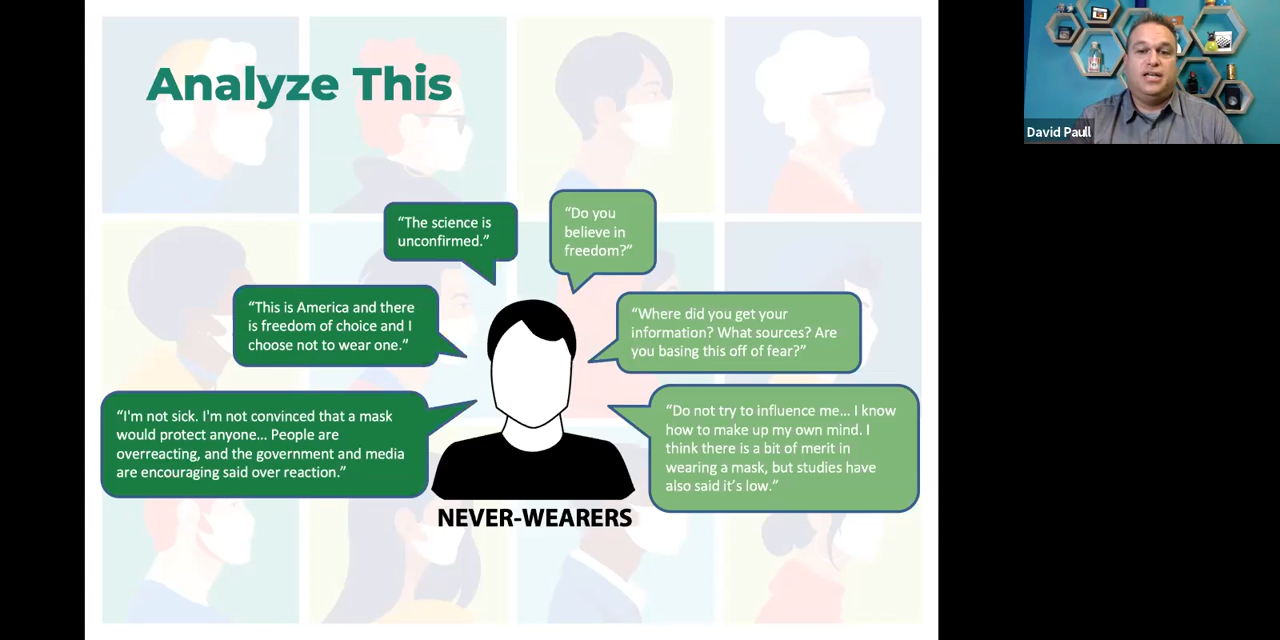 Analyze This
“The science is
unconfirmed.”
“Do you
believe in
freedom?”
“This is America and there
is freedom of choice and I
choose not to wear one.”
“Where did you get your
information? What sources? Are
you basing this off of fear?”
“I'm not sick. I'm not convinced that a mask
would protect anyone... People are
overreacting, and the government and media
are encouraging said over reaction.”
“Do not try to influence me... I know
how to make up my own mind. I
think there is a bit of merit in
wearing a mask, but studies have
also said it’s low.”
NEVER-WEARERS
David Paull